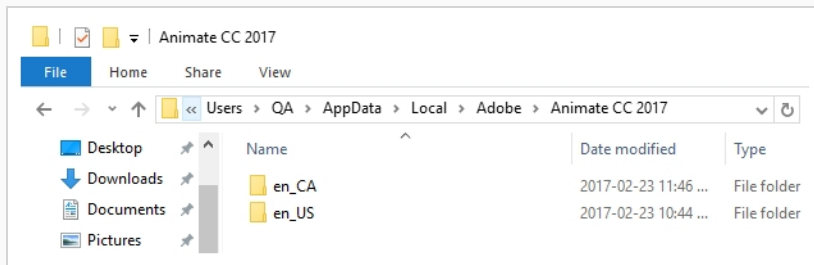 Animate CC 2017
File Home Share View
« Users > QA > AppData > Local > Adobe > Animate CC 2017
Desktop Name Date modified Type
Downloads en_CA 2017-02-23 11:46 ... File folder
Documents en_US 2017-02-23 10:44 ... File folder
Pictures